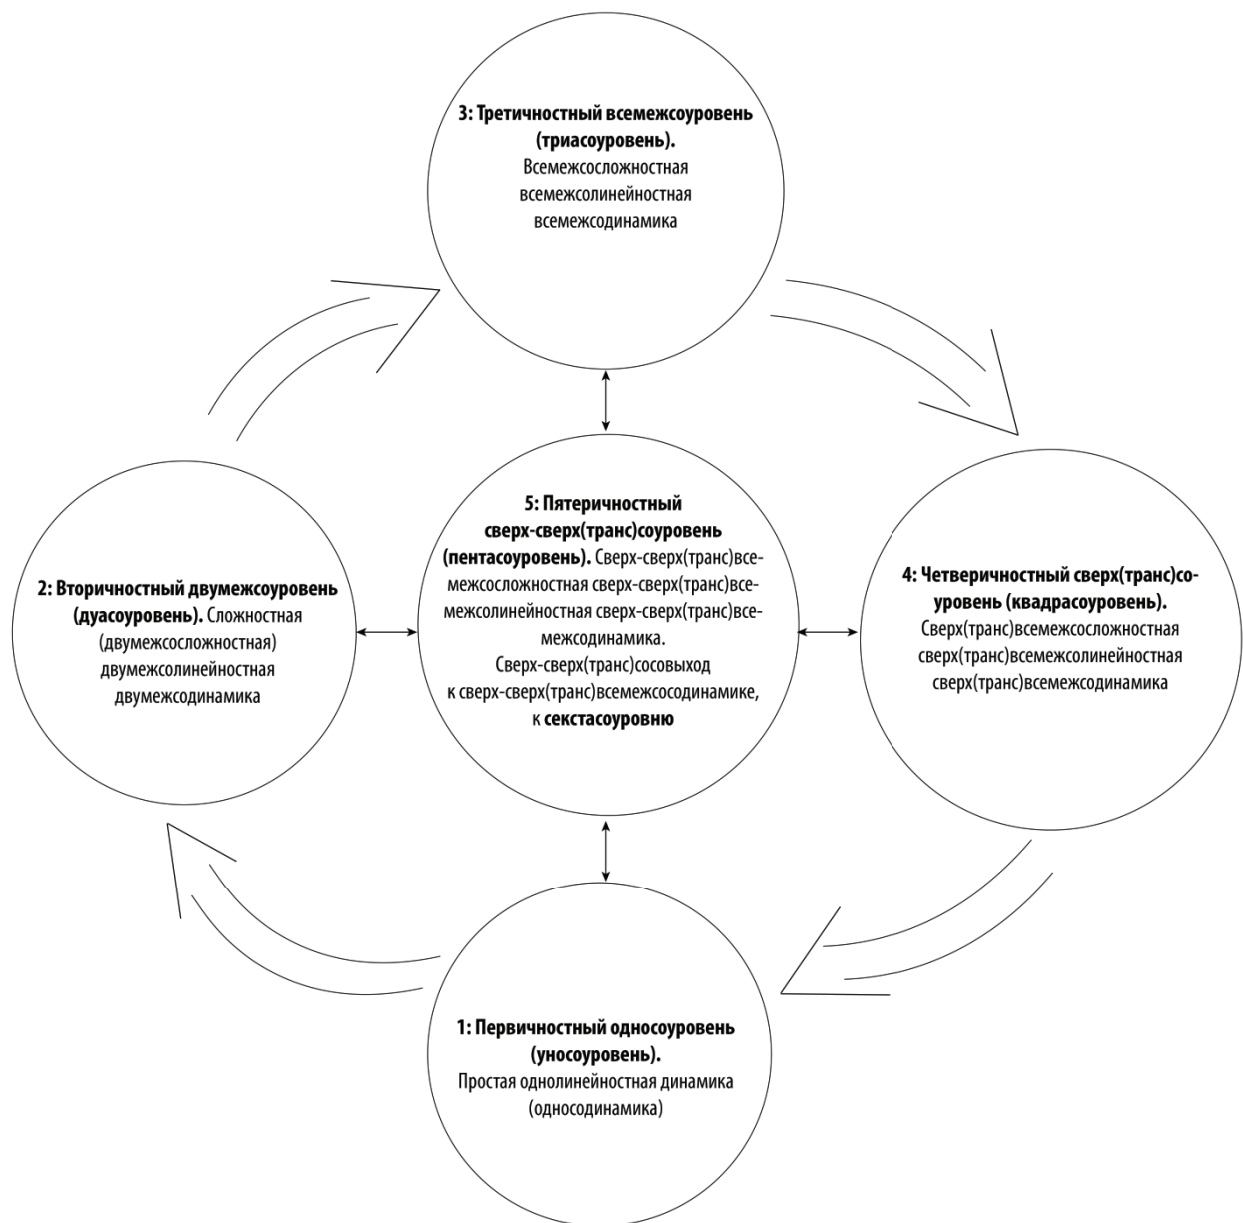 3: Третичностный всемежсоуровень
(триасоуровень).
Всемежсосложностная
всемежсолинейностная
всемежсодинамика
5: Пятеричностный
сверх-сверх(транс)соуровень
(пентасоуровень). Сверх-сверх(транс)все-
межсосложностная сверх-сверх(транс)все-
межсолинейностная сверх-сверх(транс)все-
межсодинамика.
Сверх-сверх(транс)сосовыход
к сверх-сверх(транс)всемежсосодинамике,
к секстасоуровню
2: Вторичностный двумежсоуровень
(дуасоуровень). Сложностная
(двумежсосложностная)
двумежсолинейностная
двумежсодинамика
4: Четверичностный сверх(транс)со-
уровень (квадрасоуровень).
Сверх(транс)всемежсосложностная
сверх(транс)всемежсолинейностная
сверх(транс)всемежсодинамика
1: Первичностный односоуровень
(уносоуровень).
Простая однолинейностная динамика
(односодинамика)